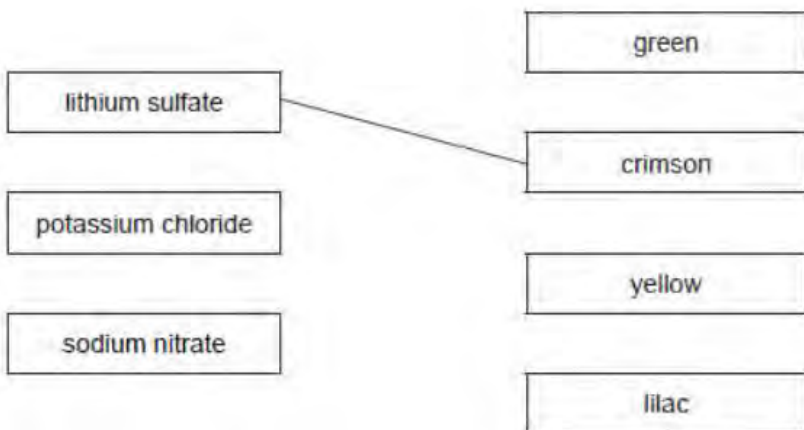 green
lithium sulfate
crimson
potassium chloride
yellow
sodium nitrate
lilac